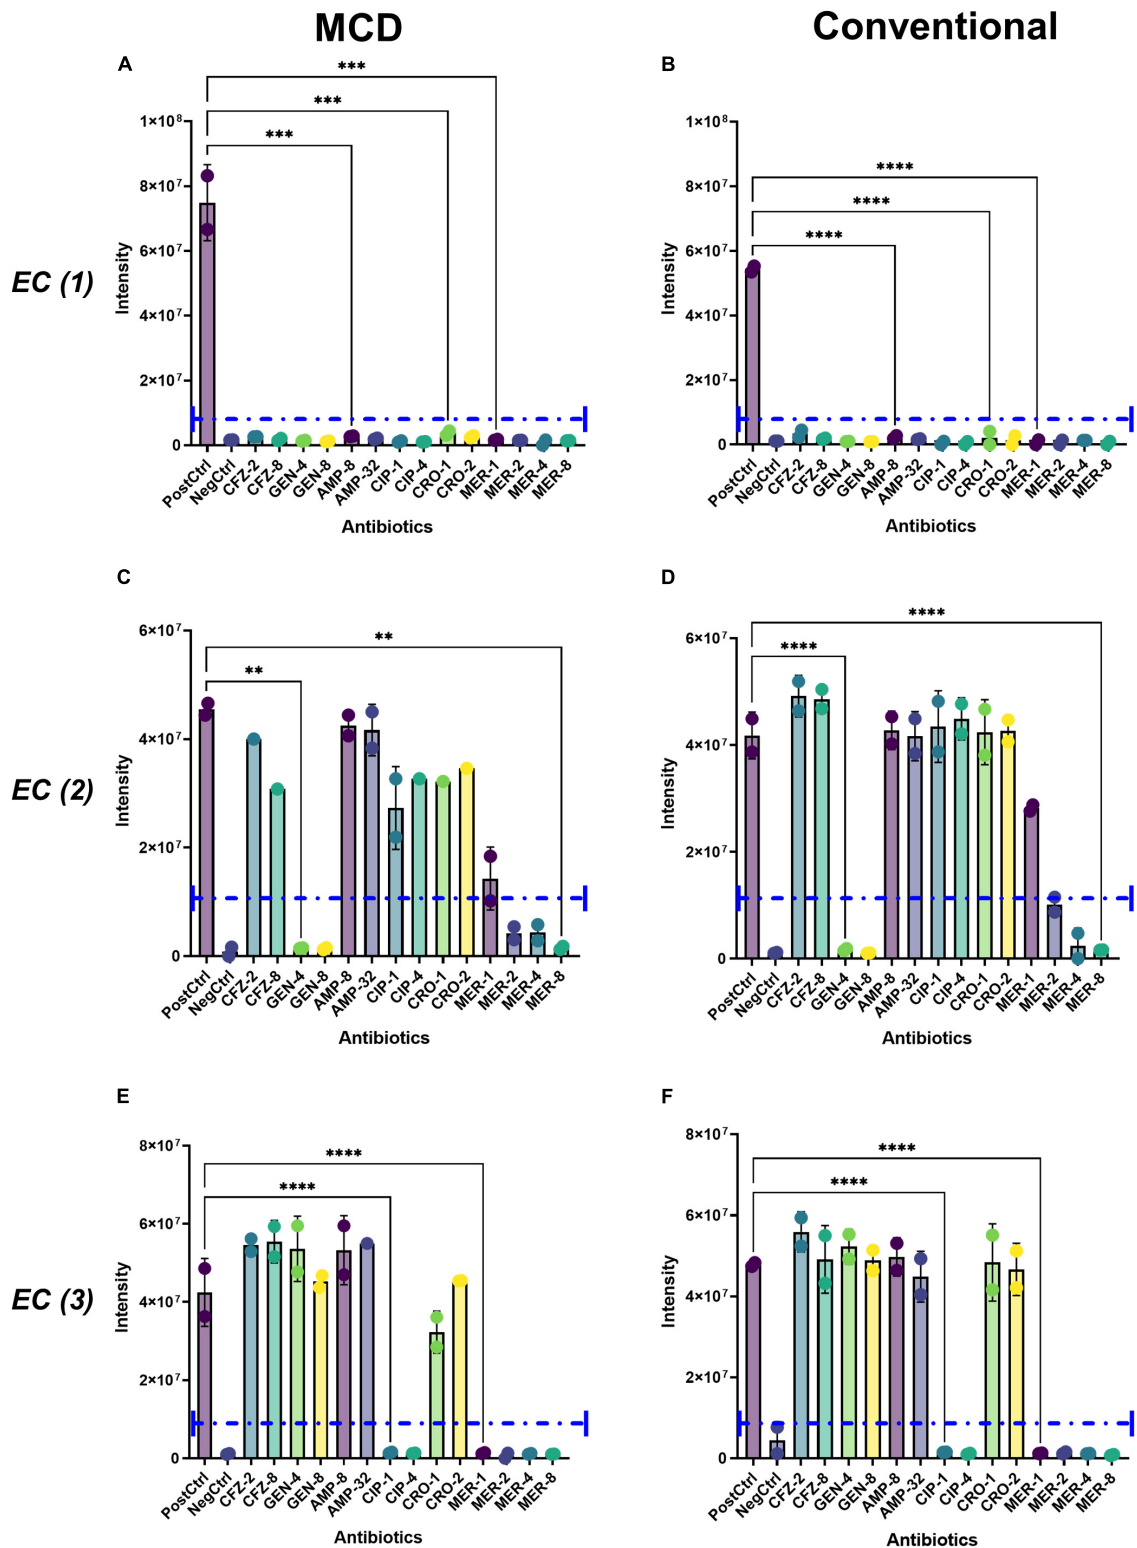 MCD
Conventional
A
***
***
***
1×10⁸
8×10⁷
6×10⁷
4×10⁷
2×10⁷
0
Intensity
EC (1)
PostCtrl
NegCtrl
CFZ-2
CFZ-8
GEN-4
GEN-8
AMP-8
AMP-32
CIP-1
CIP-4
CRO-1
CRO-2
MER-1
MER-2
MER-4
MER-8
Antibiotics
B
****
****
****
1×10⁸
8×10⁷
6×10⁷
4×10⁷
2×10⁷
0
Intensity
PostCtrl
NegCtrl
CFZ-2
CFZ-8
GEN-4
GEN-8
AMP-8
AMP-32
CIP-1
CIP-4
CRO-1
CRO-2
MER-1
MER-2
MER-4
MER-8
Antibiotics
C
**
**
6×10⁷
4×10⁷
2×10⁷
0
Intensity
EC (2)
PostCtrl
NegCtrl
CFZ-2
CFZ-8
GEN-4
GEN-8
AMP-8
AMP-32
CIP-1
CIP-4
CRO-1
CRO-2
MER-1
MER-2
MER-4
MER-8
Antibiotics
D
****
****
6×10⁷
4×10⁷
2×10⁷
0
Intensity
PostCtrl
NegCtrl
CFZ-2
CFZ-8
GEN-4
GEN-8
AMP-8
AMP-32
CIP-1
CIP-4
CRO-1
CRO-2
MER-1
MER-2
MER-4
MER-8
Antibiotics
E
****
****
8×10⁷
6×10⁷
4×10⁷
2×10⁷
0
Intensity
EC (3)
PostCtrl
NegCtrl
CFZ-2
CFZ-8
GEN-4
GEN-8
AMP-8
AMP-32
CIP-1
CIP-4
CRO-1
CRO-2
MER-1
MER-2
MER-4
MER-8
Antibiotics
F
****
****
8×10⁷
6×10⁷
4×10⁷
2×10⁷
0
Intensity
PostCtrl
NegCtrl
CFZ-2
CFZ-8
GEN-4
GEN-8
AMP-8
AMP-32
CIP-1
CIP-4
CRO-1
CRO-2
MER-1
MER-2
MER-4
MER-8
Antibiotics